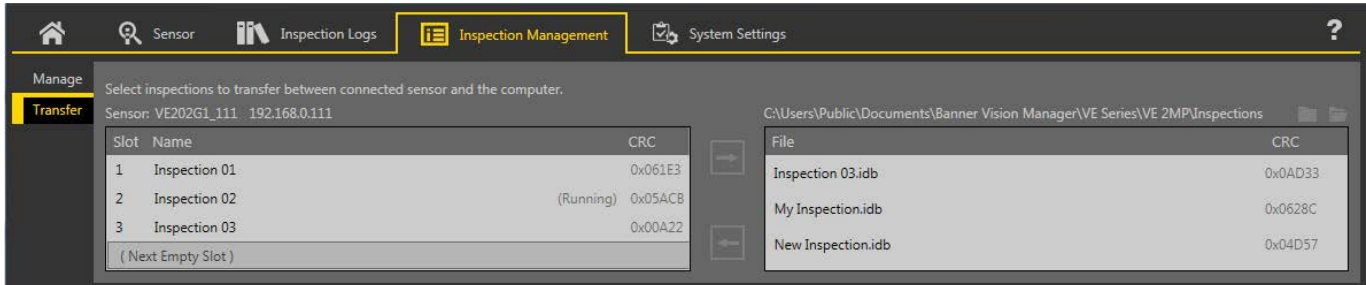 Sensor Inspection Logs Inspection Management System Settings ?
Manage
Transfer
Select inspections to transfer between connected sensor and the computer.
Sensor: VE202G1_111 192.168.0.111
Slot Name CRC
1 Inspection 01 0x061E3
2 Inspection 02 (Running) 0x05ACB
3 Inspection 03 0x00A22
( Next Empty Slot )
C:\Users\Public\Documents\Banner Vision Manager\VE Series\VE 2MP\Inspections
File CRC
Inspection 03.idb 0x0AD33
My Inspection.idb 0x0628C
New Inspection.idb 0x04D57